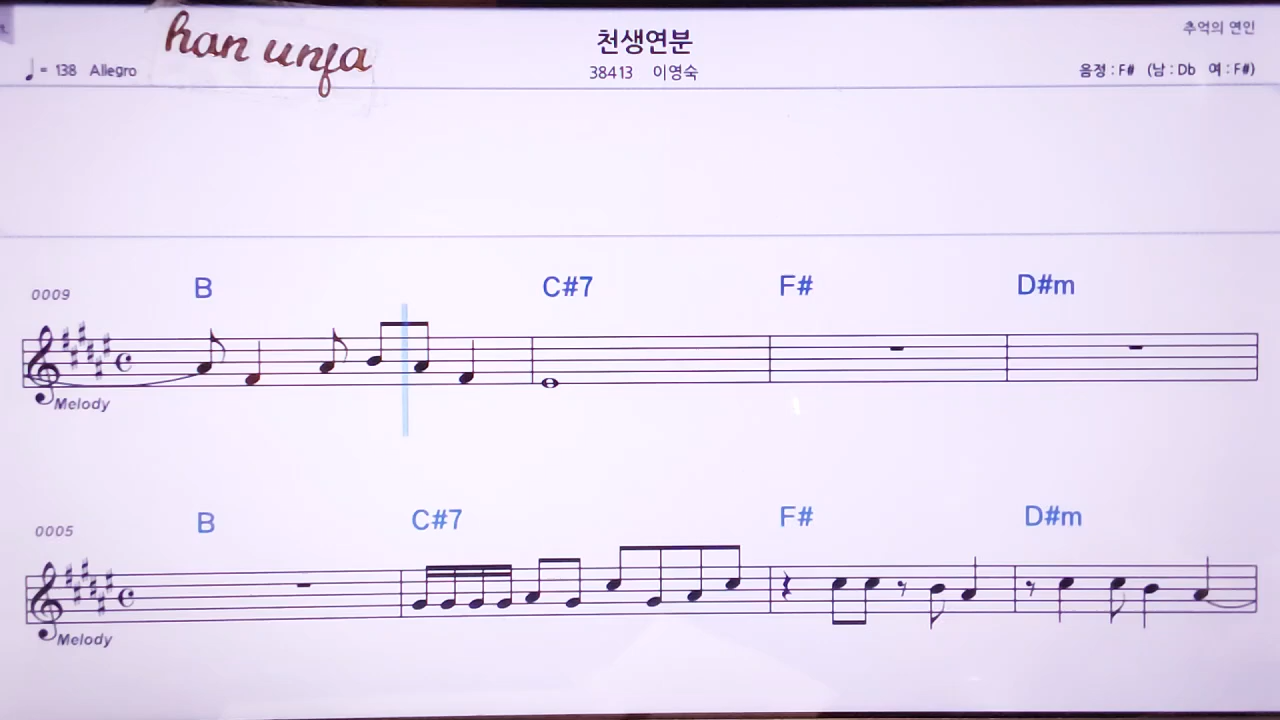 han unja
천생연분
추억의 연인
♩ = 138 Allegro
38413 이영숙
음정 : F# (남 : Db 여 : F#)
0009 B C#7 F# D#m
Melody
0005 B C#7 F# D#m
Melody